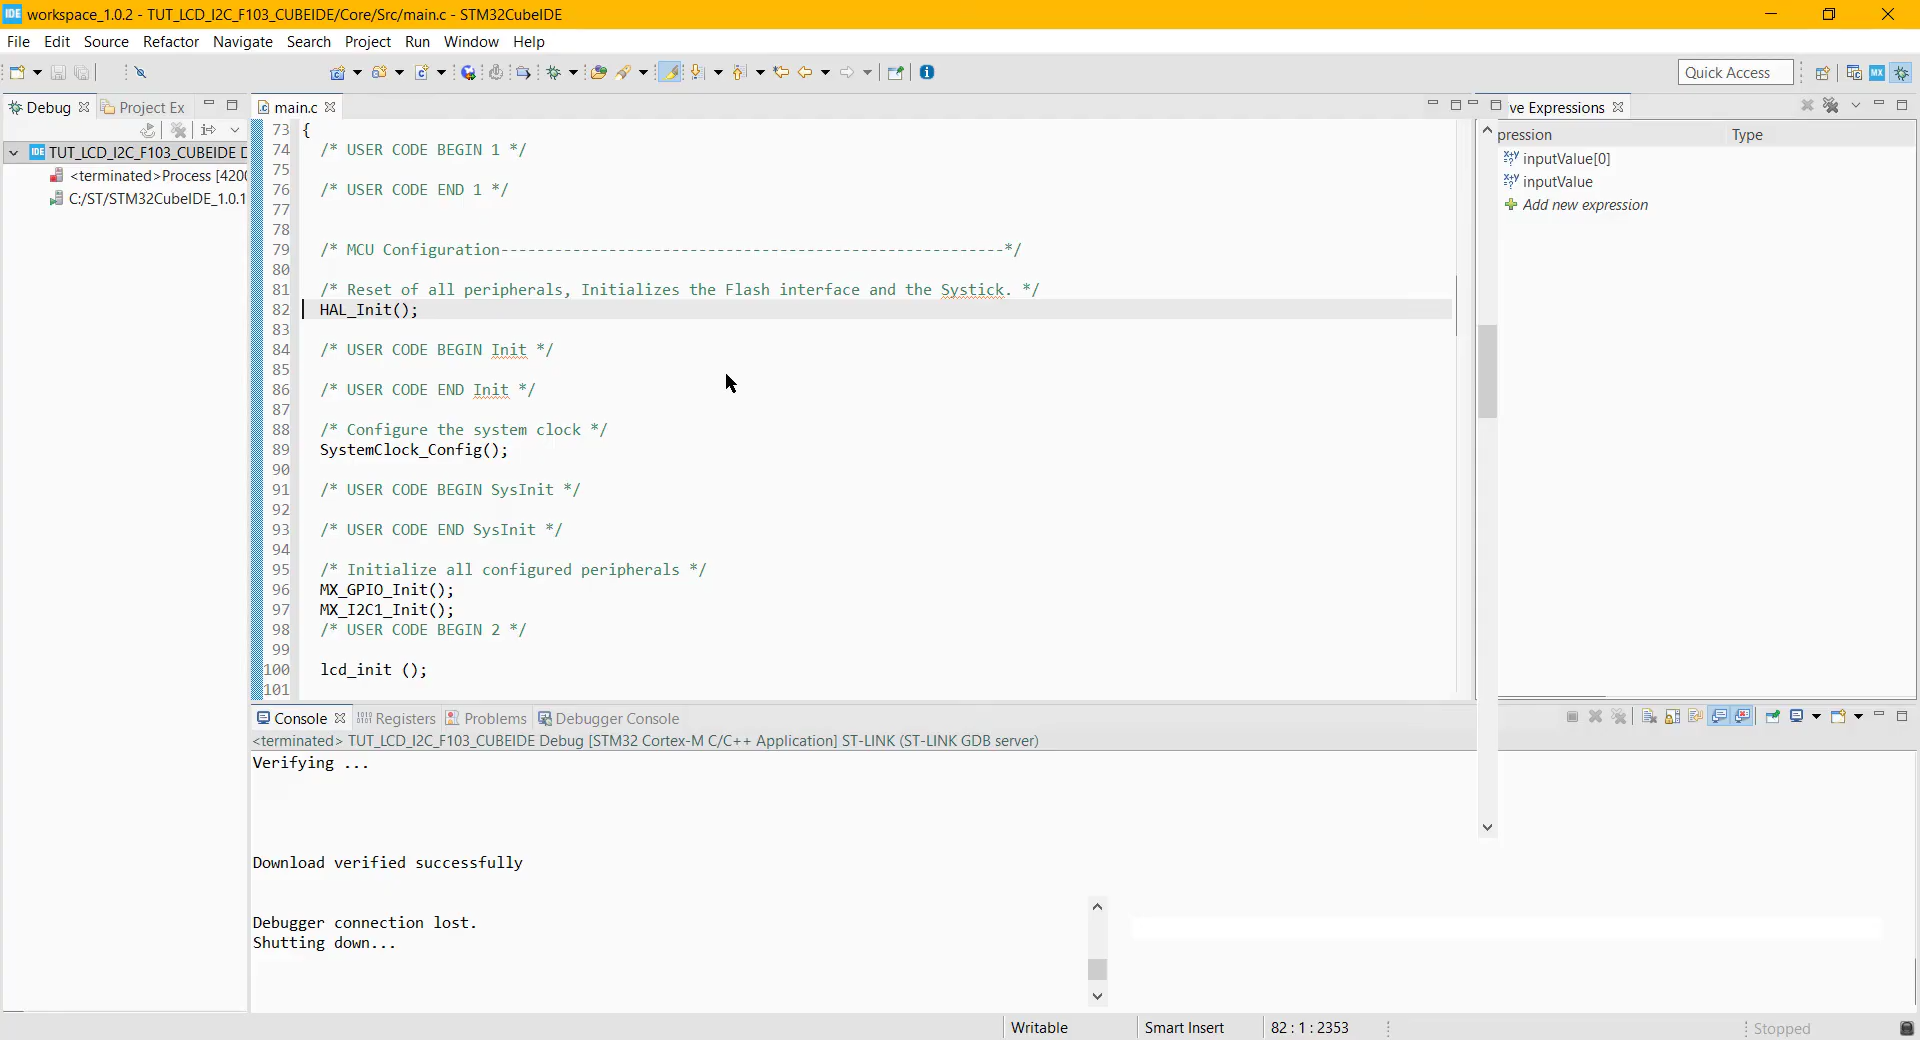 IDE workspace_1.0.2 - TUT_LCD_I2C_F103_CUBEIDE/Core/Src/main.c - STM32CubeIDE
File Edit Source Refactor Navigate Search Project Run Window Help
Quick Access
MX
Debug Project Ex
IDE TUT_LCD_I2C_F103_CUBEIDE D
<terminated>Process [420
C:/ST/STM32CubeIDE_1.0.1
main.c
73 {
74 /* USER CODE BEGIN 1 */
75
76 /* USER CODE END 1 */
77
78
79 /* MCU Configuration--------------------------------------------------------*/
80
81 /* Reset of all peripherals, Initializes the Flash interface and the Systick. */
82 HAL_Init();
83
84 /* USER CODE BEGIN Init */
85
86 /* USER CODE END Init */
87
88 /* Configure the system clock */
89 SystemClock_Config();
90
91 /* USER CODE BEGIN SysInit */
92
93 /* USER CODE END SysInit */
94
95 /* Initialize all configured peripherals */
96 MX_GPIO_Init();
97 MX_I2C1_Init();
98 /* USER CODE BEGIN 2 */
99
100 lcd_init ();
101
ve Expressions
pression Type
inputValue[0]
inputValue
Add new expression
Console Registers Problems Debugger Console
<terminated> TUT_LCD_I2C_F103_CUBEIDE Debug [STM32 Cortex-M C/C++ Application] ST-LINK (ST-LINK GDB server)
Verifying ...
Download verified successfully
Debugger connection lost.
Shutting down...
Writable Smart Insert 82 : 1 : 2353 Stopped